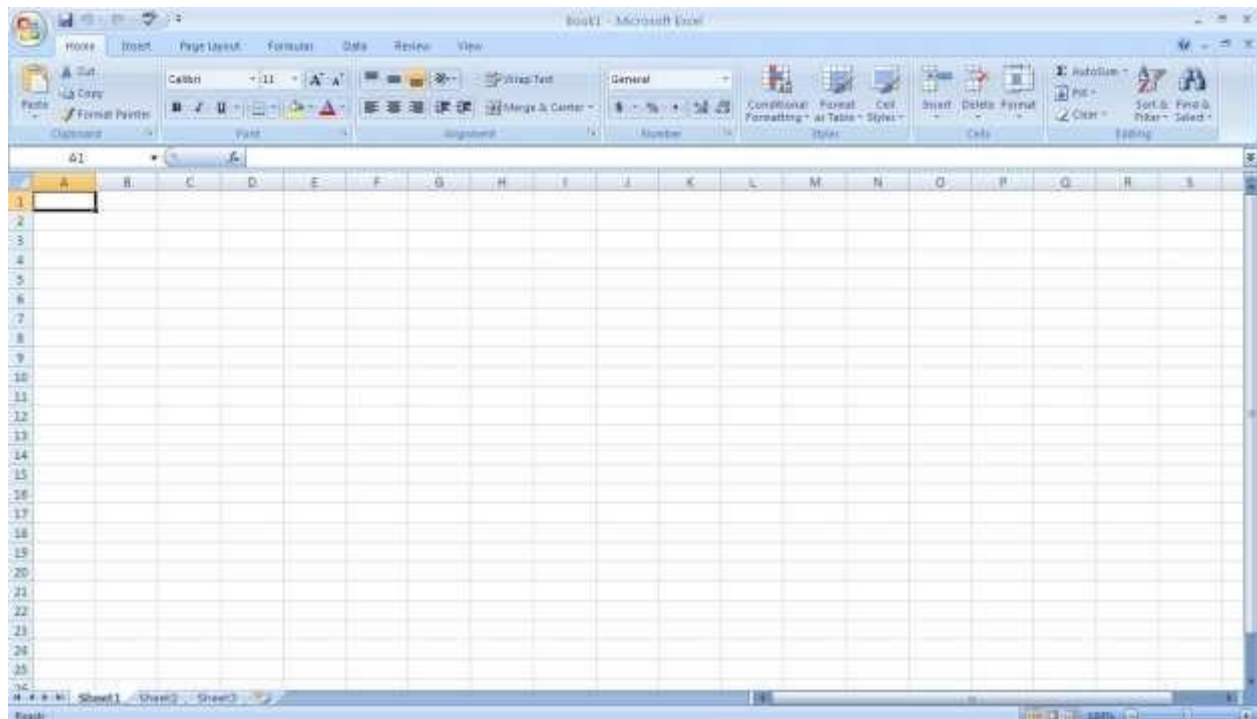 Book1 - Microsoft Excel
Home Insert Page Layout Formulas Data Review View
Cut
Copy
Paste
Format Painter
Clipboard
Calibri 11 A A
B I U A
Font
Wrap Text
Merge & Center
Alignment
General
$ % ,
Number
Conditional Formatting
Format as Table
Cell Styles
Styles
Insert Delete Format
Cells
Σ AutoSum
Fill
Clear
Sort & Filter
Find & Select
Editing
A1 fx
A B C D E F G H I J K L M N O P Q R S
1
2
3
4
5
6
7
8
9
10
11
12
13
14
15
16
17
18
19
20
21
22
23
24
25
26
Sheet1 Sheet2 Sheet3
Ready 100%